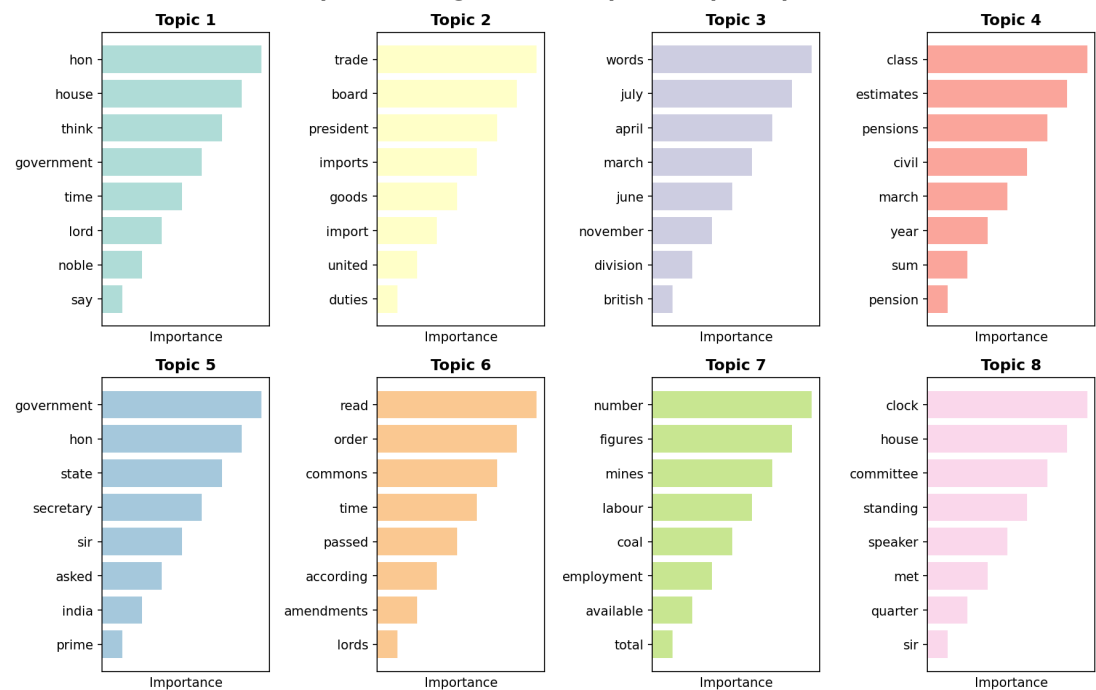 Topic 1
hon
house
think
government
time
lord
noble
say
Importance
Topic 2
trade
board
president
imports
goods
import
united
duties
Importance
Topic 3
words
july
april
march
june
november
division
british
Importance
Topic 4
class
estimates
pensions
civil
march
year
sum
pension
Importance
Topic 5
government
hon
state
secretary
sir
asked
india
prime
Importance
Topic 6
read
order
commons
time
passed
according
amendments
lords
Importance
Topic 7
number
figures
mines
labour
coal
employment
available
total
Importance
Topic 8
clock
house
committee
standing
speaker
met
quarter
sir
Importance